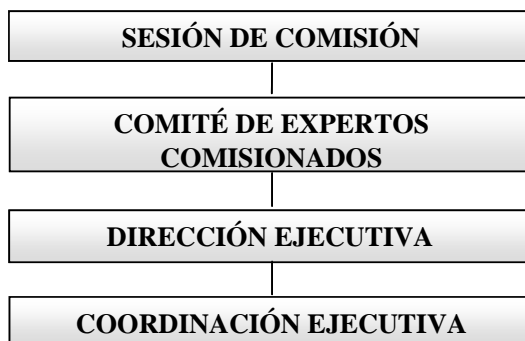 SESIÓN DE COMISIÓN
COMITÉ DE EXPERTOS
COMISIONADOS
DIRECCIÓN EJECUTIVA
COORDINACIÓN EJECUTIVA